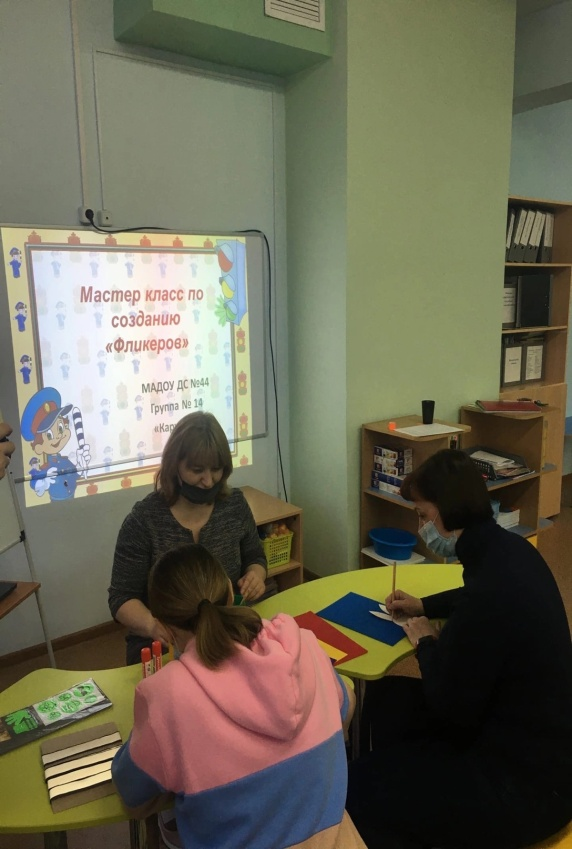 Мастер класс по
созданию
«Фликеров»
МАДОУ ДС №44
Группа № 14